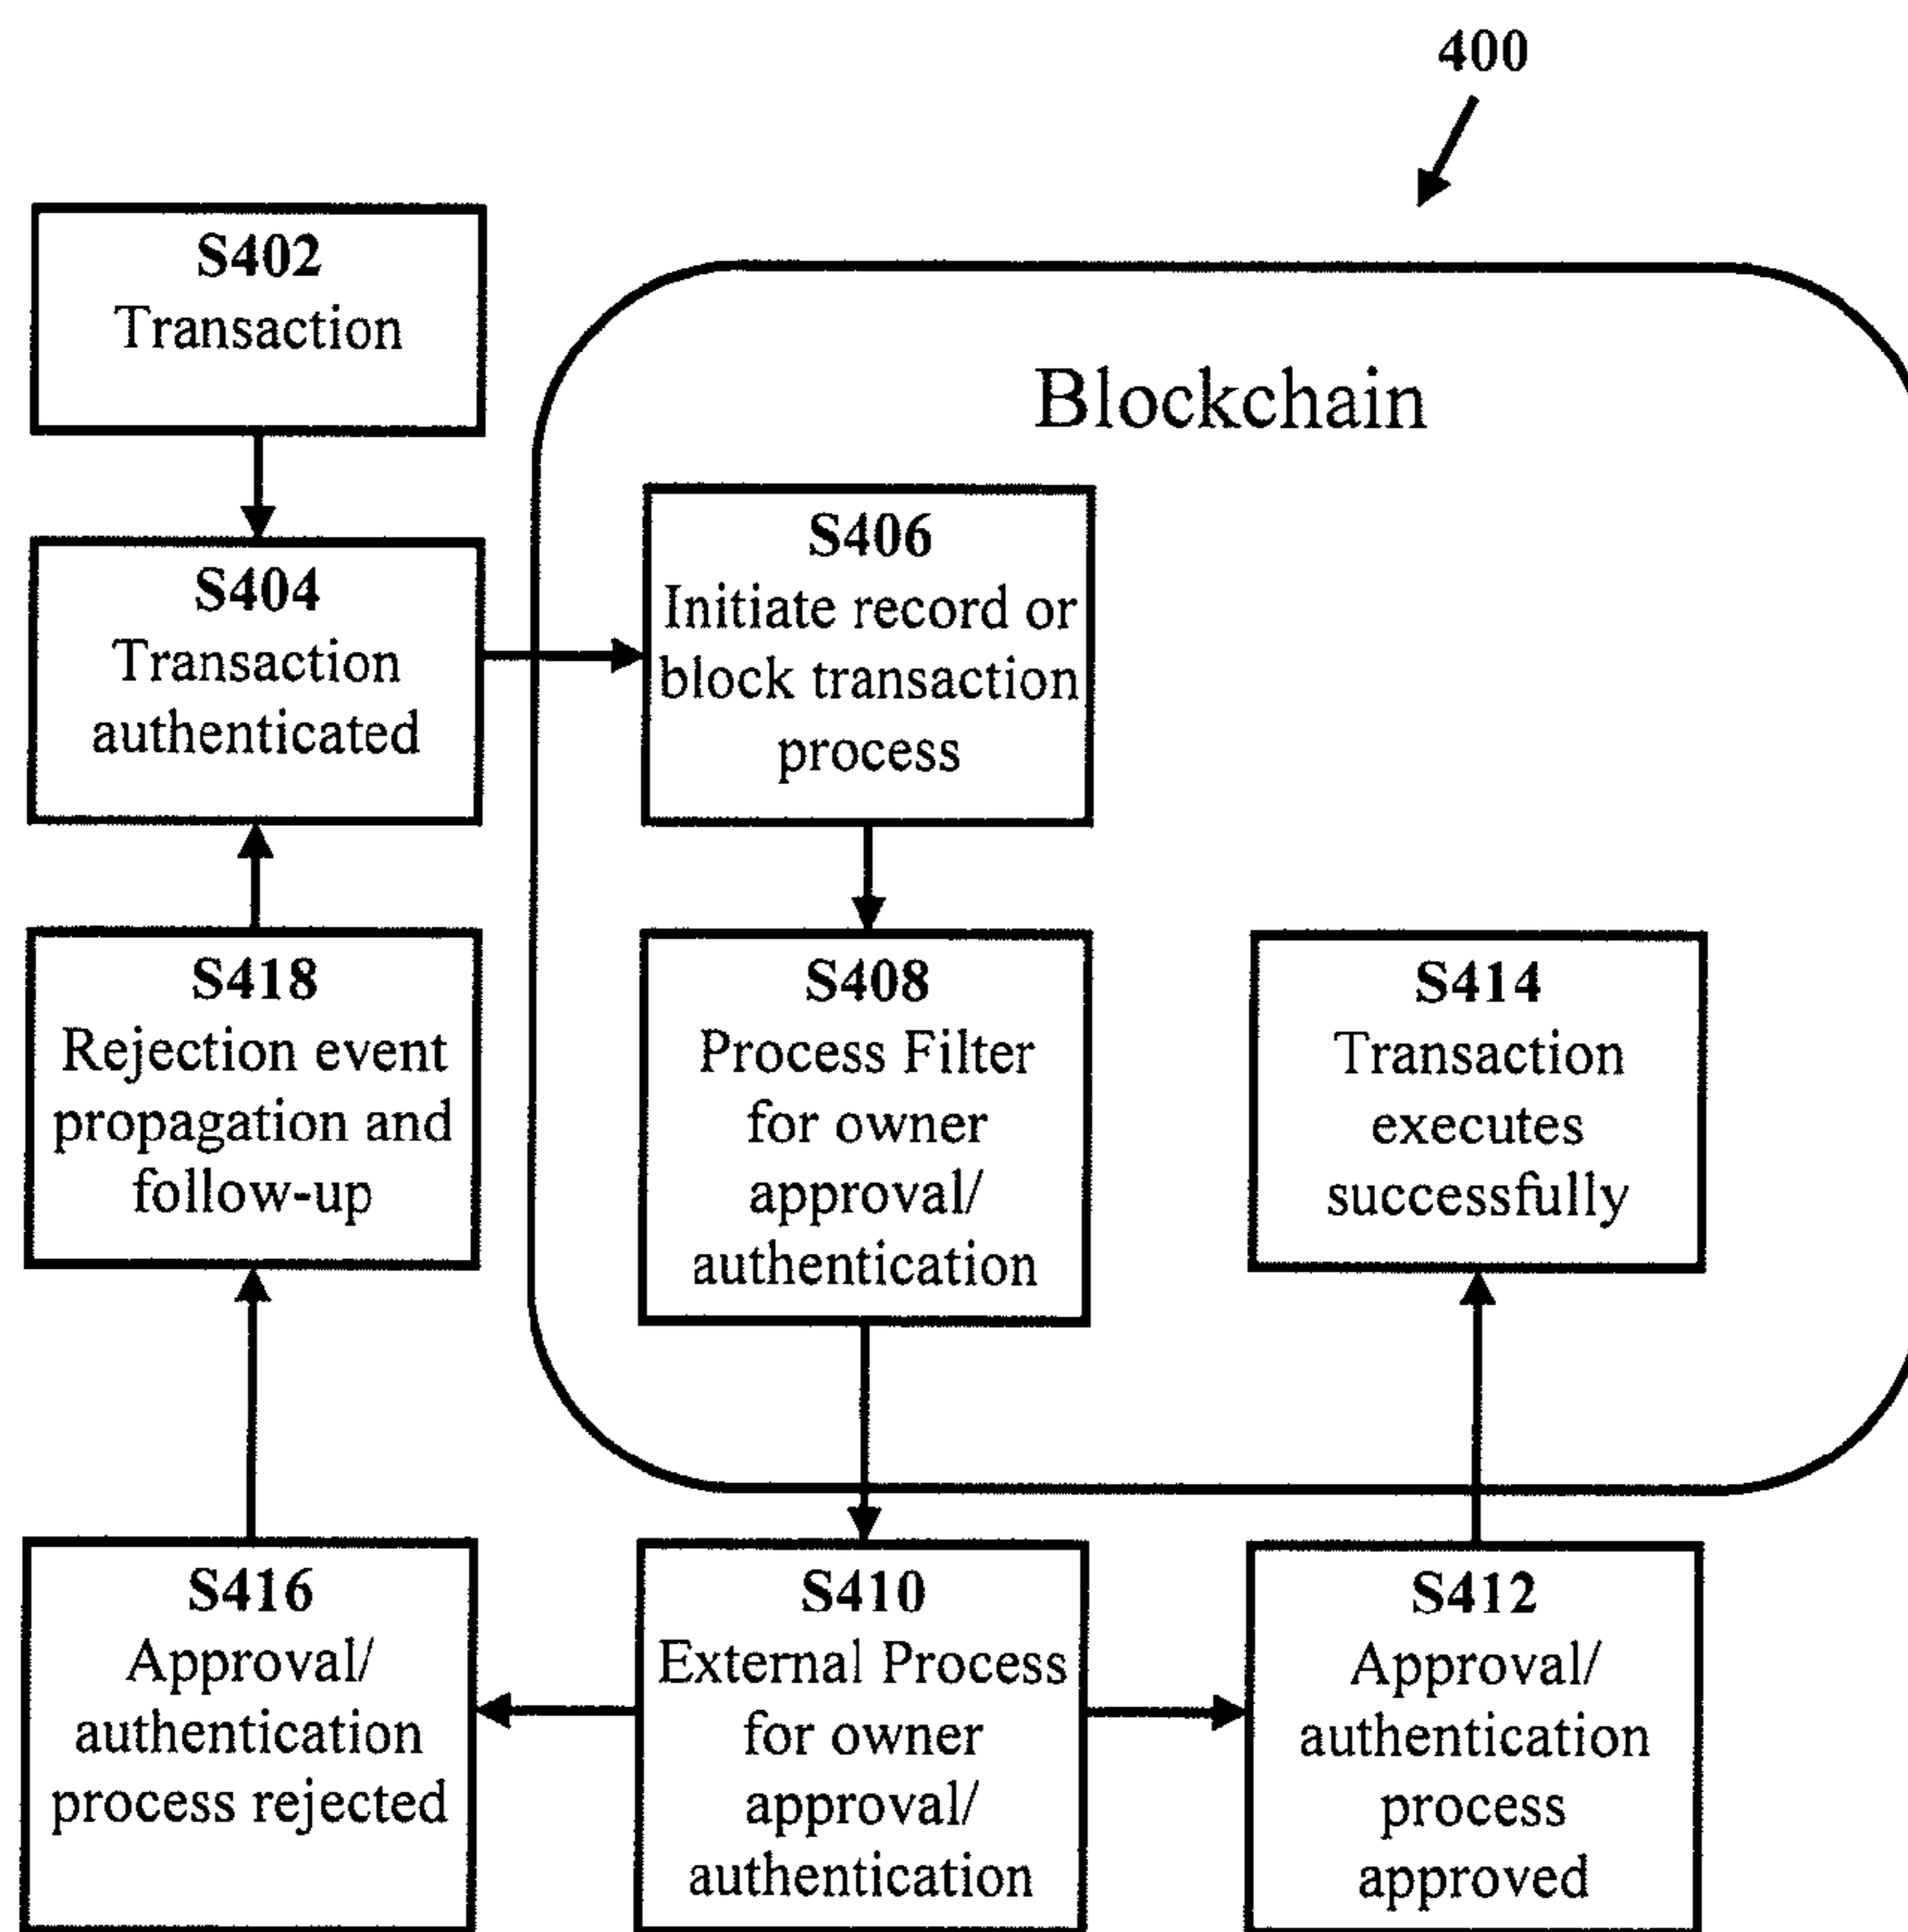 400
S402
Transaction
Blockchain
S404
Transaction
authenticated
S406
Initiate record or
block transaction
process
S418
Rejection event
propagation and
follow-up
S408
Process Filter
for owner
approval/
authentication
S414
Transaction
executes
successfully
S416
Approval/
authentication
process rejected
S410
External Process
for owner
approval/
authentication
S412
Approval/
authentication
process
approved